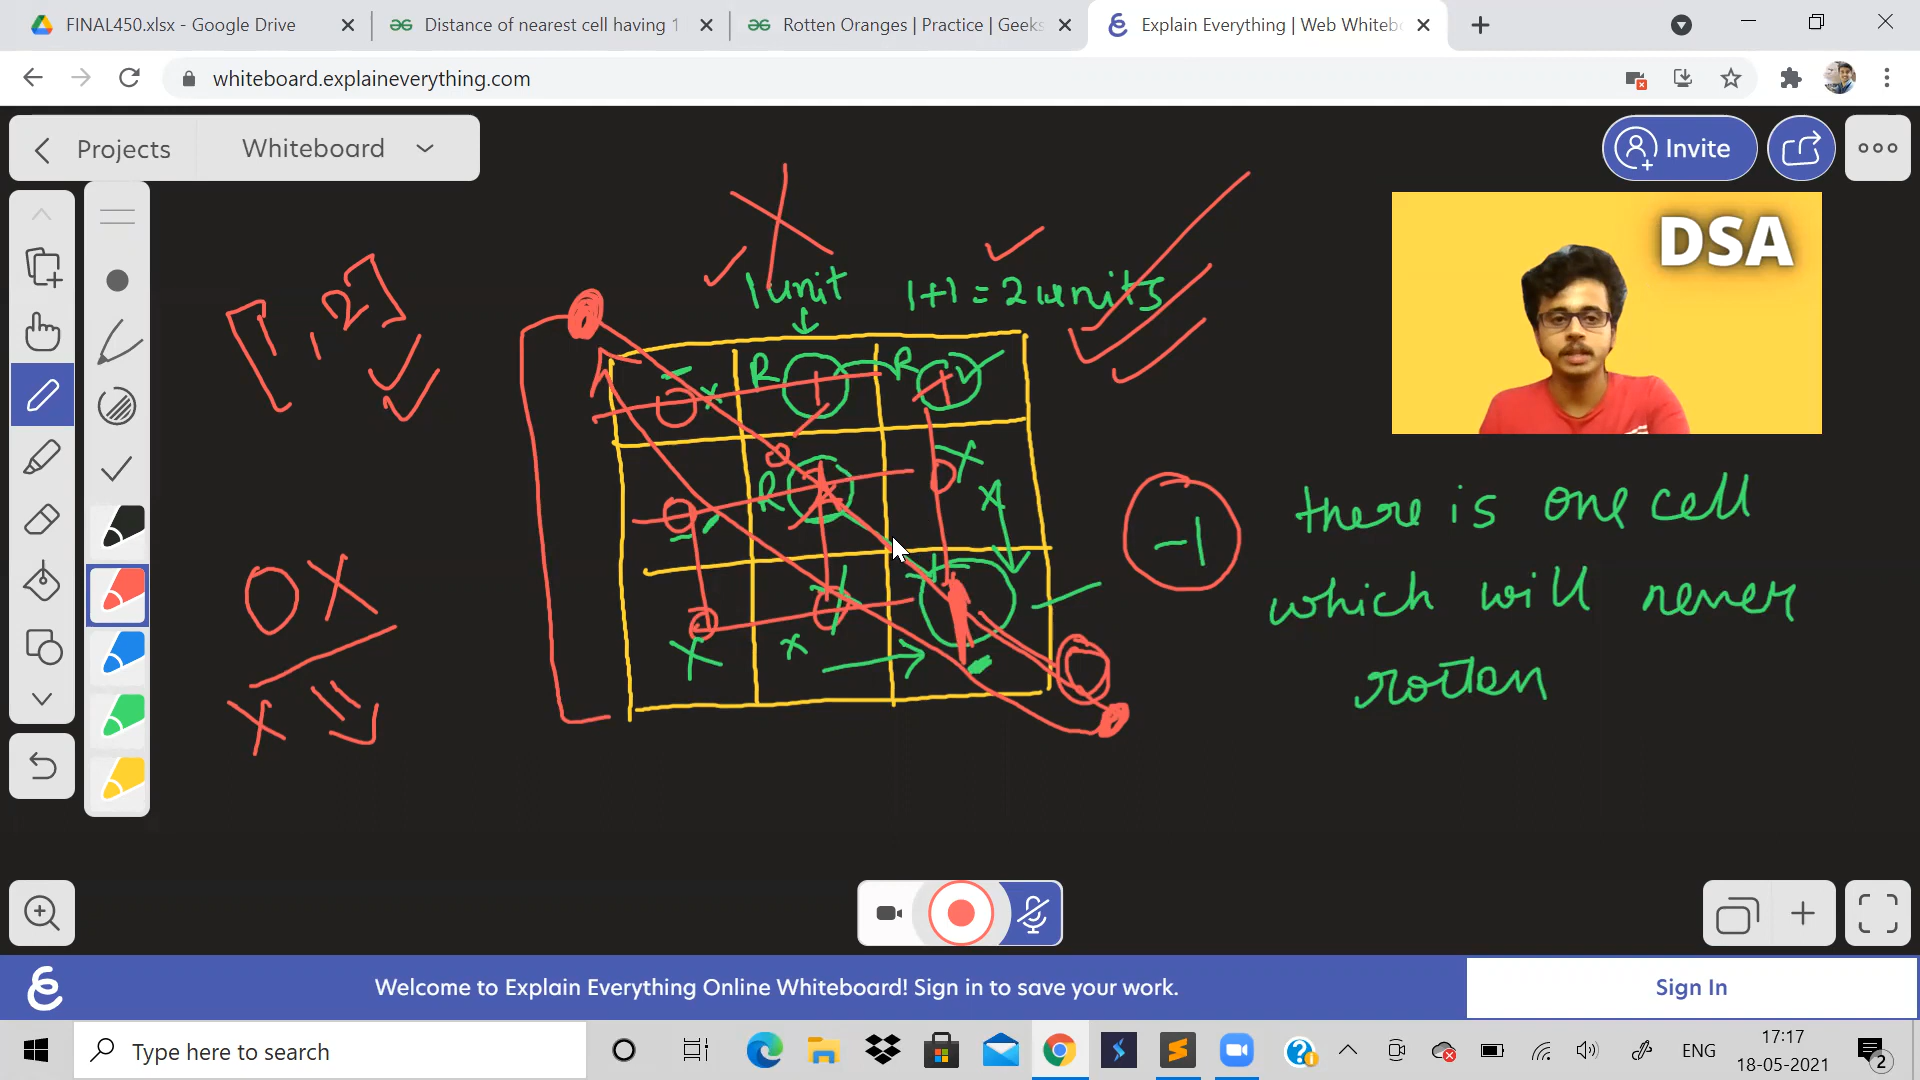 FINAL450.xlsx - Google Drive
Distance of nearest cell having 1
Rotten Oranges | Practice | Geeks
Explain Everything | Web Whiteb
whiteboard.explaineverything.com
Projects
Whiteboard
Invite
DSA
1 unit
1+1 = 2 units
R
R
R
-1
there is one cell
which will never
rotten
0 X
X
Welcome to Explain Everything Online Whiteboard! Sign in to save your work.
Sign In
Type here to search
ENG
17:17
18-05-2021
2